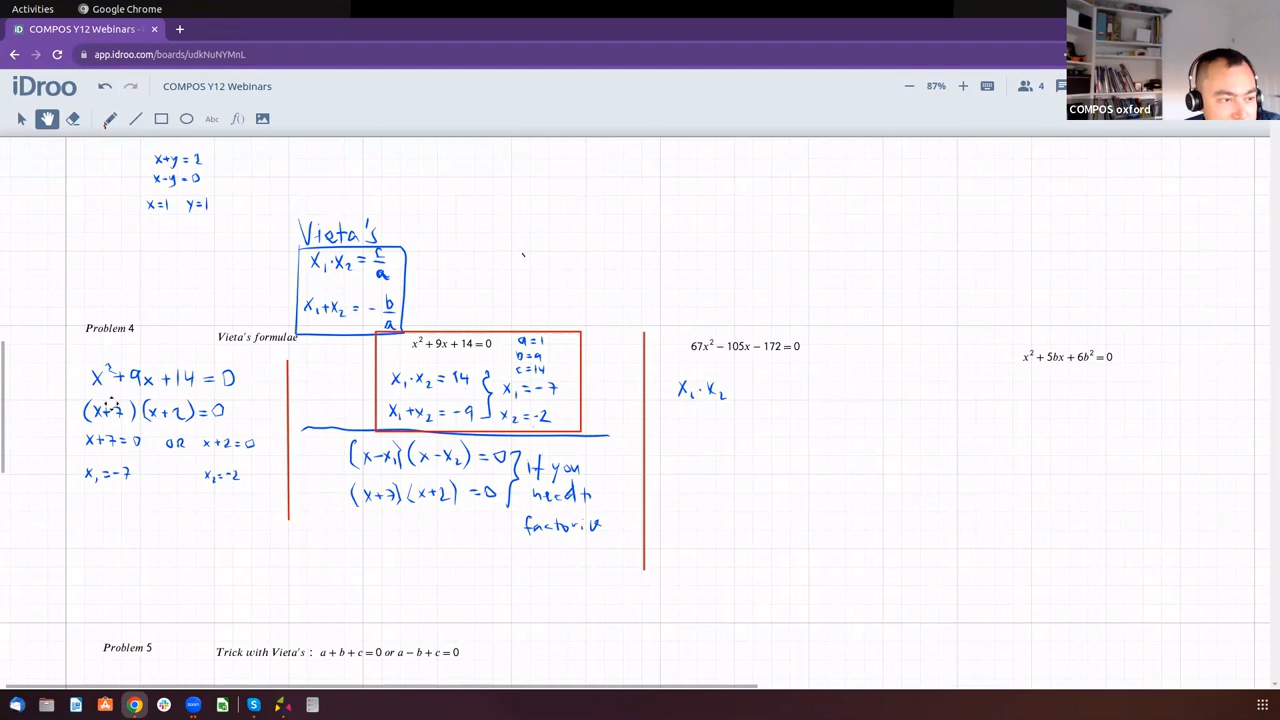 Activities
Google Chrome
COMPOS Y12 Webinars -
app.idroo.com/boards/udkNuNYMnL
iDroo
COMPOS Y12 Webinars
Abc
f()
87%
4
COMPOS oxford
x+y = 2
x-y = 0
x=1 y=1
Vieta's
x₁·x₂ = c/a
x₁+x₂ = - b/a
Problem 4
Vieta's formulae
x² + 9x + 14 = 0
a=1
b=9
c=14
x₁·x₂ = 14
x₁+x₂ = -9
x₁ = -7
x₂ = -2
x²+9x+14 = 0
(x+7)(x+2) = 0
x+7=0 OR x+2=0
x₁=-7 x₂=-2
(x-x₁)(x-x₂) = 0
(x+7)(x+2) = 0
If you
need to
67x² − 105x − 172 = 0
x₁·x₂
x² + 5bx + 6b² = 0
Problem 5
Trick with Vieta's : a + b + c = 0 or a − b + c = 0